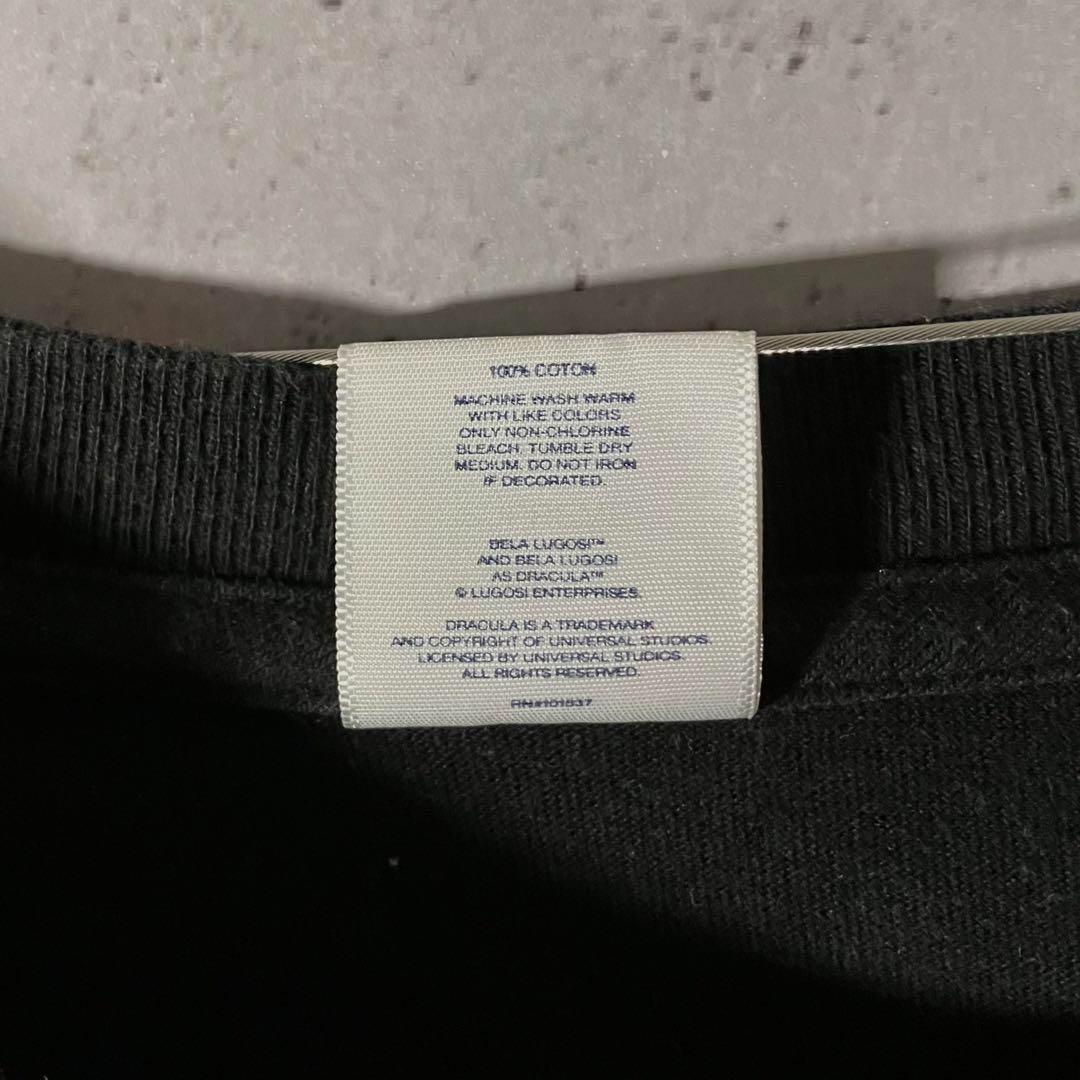 100% COTON
MACHINE WASH WARM
WITH LIKE COLORS
ONLY NON-CHLORINE
BLEACH, TUMBLE DRY
MEDIUM. DO NOT IRON
IF DECORATED.
BELA LUGOSI™
AND BELA LUGOSI
AS DRACULA™
© LUGOSI ENTERPRISES.
DRACULA IS A TRADEMARK
AND COPYRIGHT OF UNIVERSAL STUDIOS.
LICENSED BY UNIVERSAL STUDIOS.
ALL RIGHTS RESERVED.
RN#101837